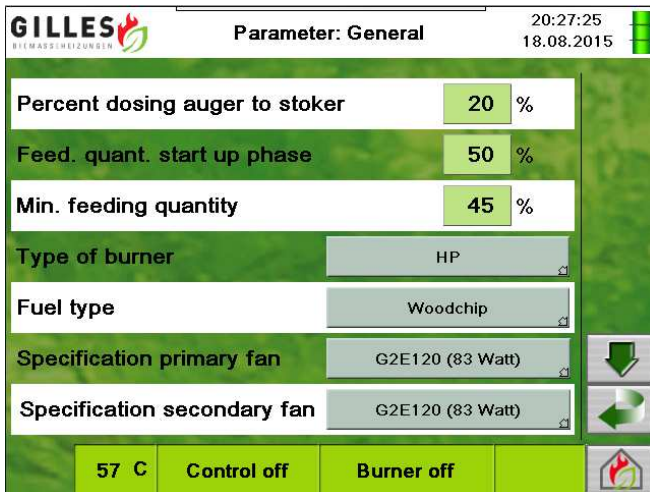 GILLES
BIEMASSEHEIZUNGEN
Parameter: General
20:27:25
18.08.2015
Percent dosing auger to stoker 20 %
Feed. quant. start up phase 50 %
Min. feeding quantity 45 %
Type of burner HP
Fuel type Woodchip
Specification primary fan G2E120 (83 Watt)
Specification secondary fan G2E120 (83 Watt)
57 C Control off Burner off